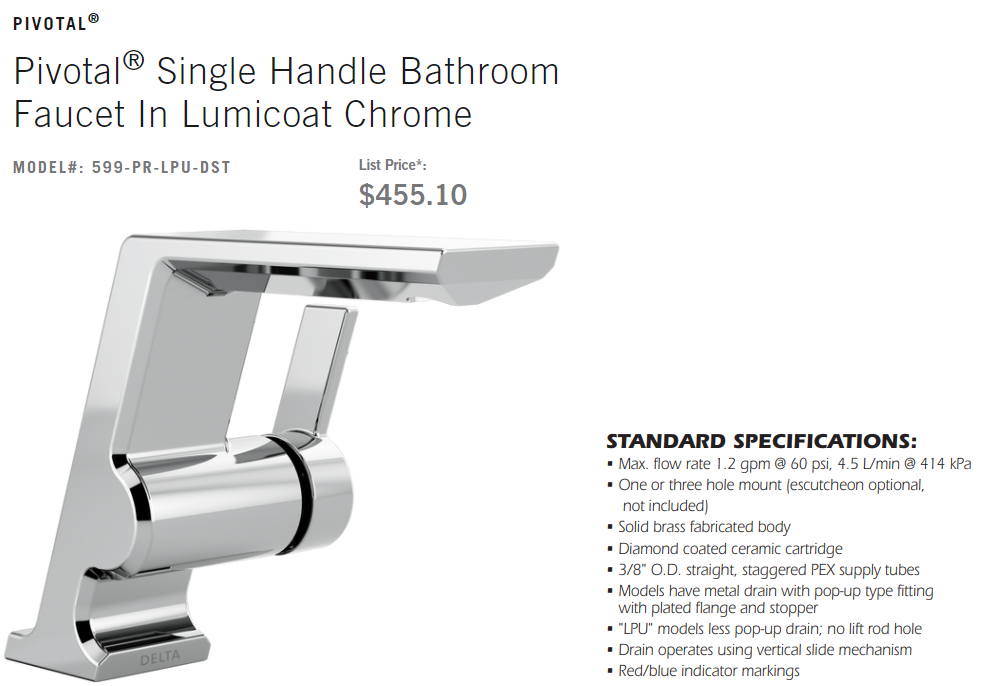 PIVOTAL®
Pivotal® Single Handle Bathroom
Faucet In Lumicoat Chrome
MODEL#: 599-PR-LPU-DST
List Price*:
$455.10
DELTA
STANDARD SPECIFICATIONS:
▪ Max. flow rate 1.2 gpm @ 60 psi, 4.5 L/min @ 414 kPa
▪ One or three hole mount (escutcheon optional,
not included)
▪ Solid brass fabricated body
▪ Diamond coated ceramic cartridge
▪ 3/8" O.D. straight, staggered PEX supply tubes
▪ Models have metal drain with pop-up type fitting
with plated flange and stopper
▪ "LPU" models less pop-up drain; no lift rod hole
▪ Drain operates using vertical slide mechanism
▪ Red/blue indicator markings